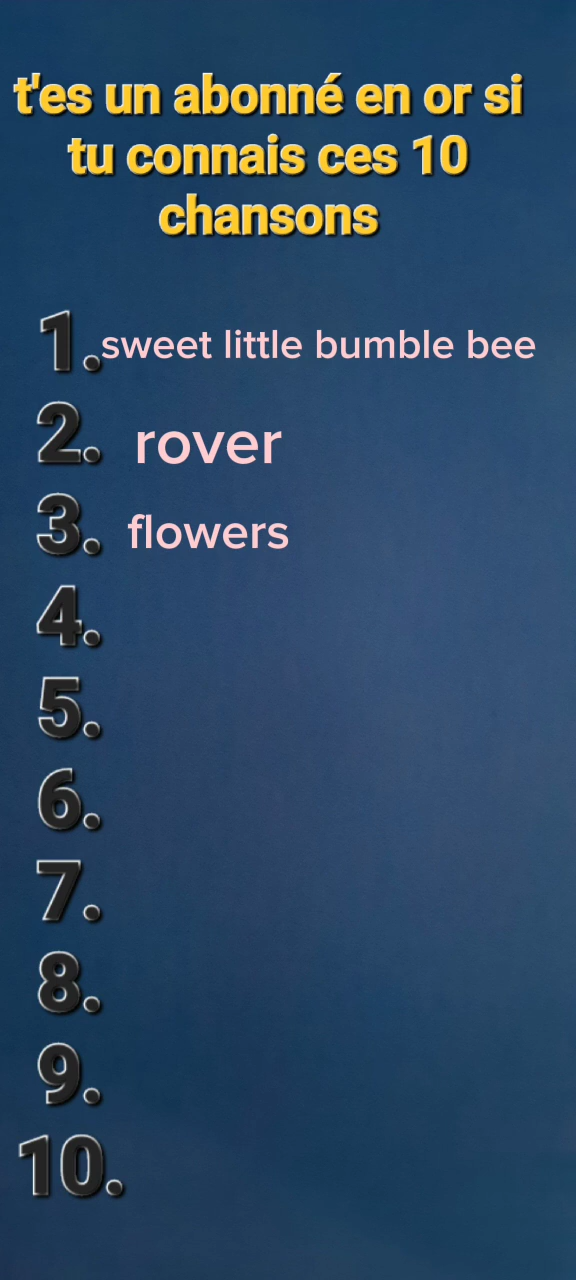 t'es un abonné en or si
tu connais ces 10
chansons
1. sweet little bumble bee
2. rover
3. flowers
4.
5.
6.
7.
8.
9.
10.